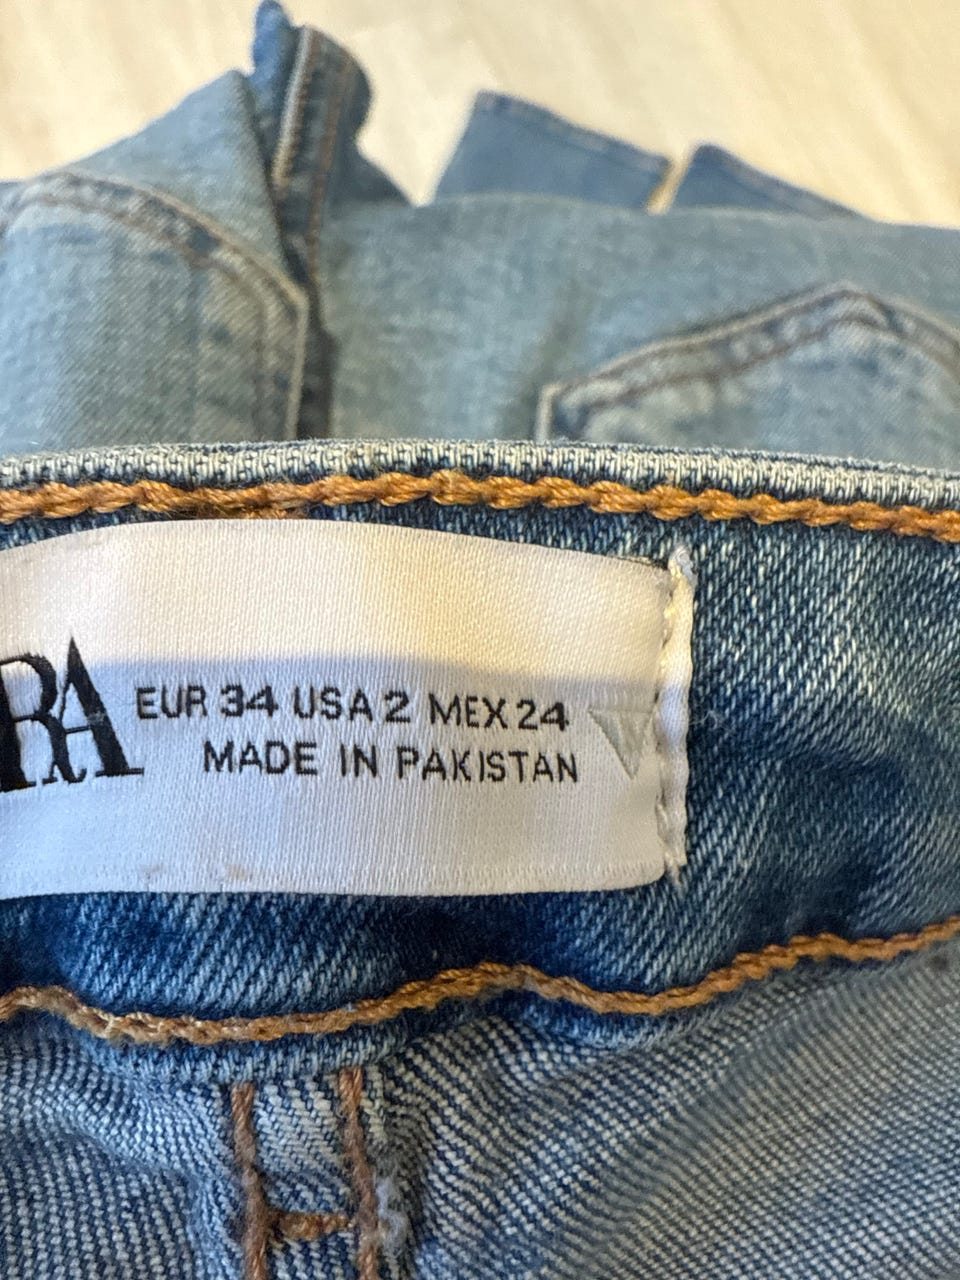 RA
EUR 34 USA 2 MEX 24
MADE IN PAKISTAN